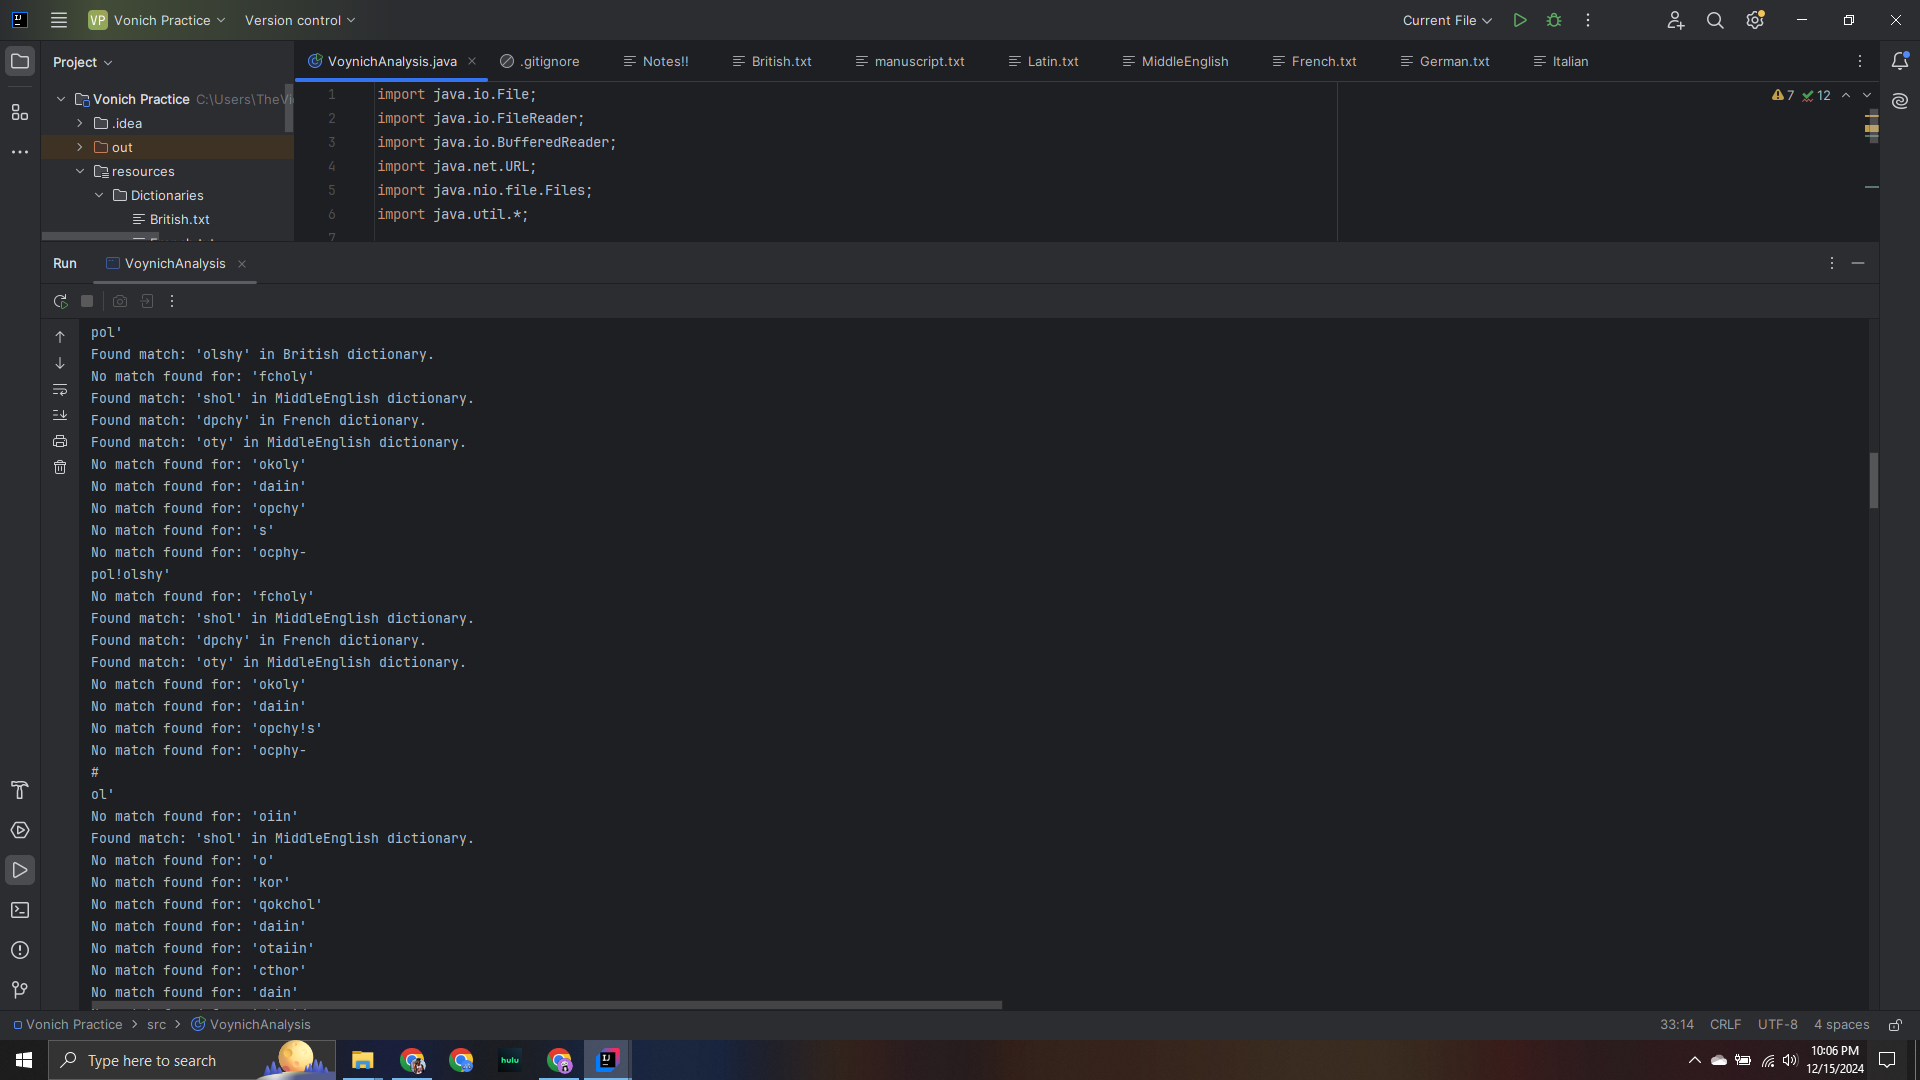 VP Vonich Practice Version control Current File
Project
VoynichAnalysis.java .gitignore Notes!! British.txt manuscript.txt Latin.txt MiddleEnglish French.txt German.txt Italian
Vonich Practice C:\Users\TheVi
.idea
out
resources
Dictionaries
British.txt
1 import java.io.File;
2 import java.io.FileReader;
3 import java.io.BufferedReader;
4 import java.net.URL;
5 import java.nio.file.Files;
6 import java.util.*;
7
7 12
Run VoynichAnalysis
pol'
Found match: 'olshy' in British dictionary.
No match found for: 'fcholy'
Found match: 'shol' in MiddleEnglish dictionary.
Found match: 'dpchy' in French dictionary.
Found match: 'oty' in MiddleEnglish dictionary.
No match found for: 'okoly'
No match found for: 'daiin'
No match found for: 'opchy'
No match found for: 's'
No match found for: 'ocphy-
pol!olshy'
No match found for: 'fcholy'
Found match: 'shol' in MiddleEnglish dictionary.
Found match: 'dpchy' in French dictionary.
Found match: 'oty' in MiddleEnglish dictionary.
No match found for: 'okoly'
No match found for: 'daiin'
No match found for: 'opchy!s'
No match found for: 'ocphy-
#
ol'
No match found for: 'oiin'
Found match: 'shol' in MiddleEnglish dictionary.
No match found for: 'o'
No match found for: 'kor'
No match found for: 'qokchol'
No match found for: 'daiin'
No match found for: 'otaiin'
No match found for: 'cthor'
No match found for: 'dain'
Vonich Practice > src > VoynichAnalysis 33:14 CRLF UTF-8 4 spaces
Type here to search
hulu
10:06 PM
12/15/2024